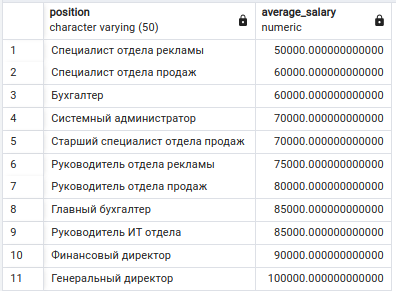 position average_salary
character varying (50) numeric
1 Специалист отдела рекламы 50000.000000000000
2 Специалист отдела продаж 60000.000000000000
3 Бухгалтер 60000.000000000000
4 Системный администратор 70000.000000000000
5 Старший специалист отдела продаж 70000.000000000000
6 Руководитель отдела рекламы 75000.000000000000
7 Руководитель отдела продаж 80000.000000000000
8 Главный бухгалтер 85000.000000000000
9 Руководитель ИТ отдела 85000.000000000000
10 Финансовый директор 90000.000000000000
11 Генеральный директор 100000.000000000000